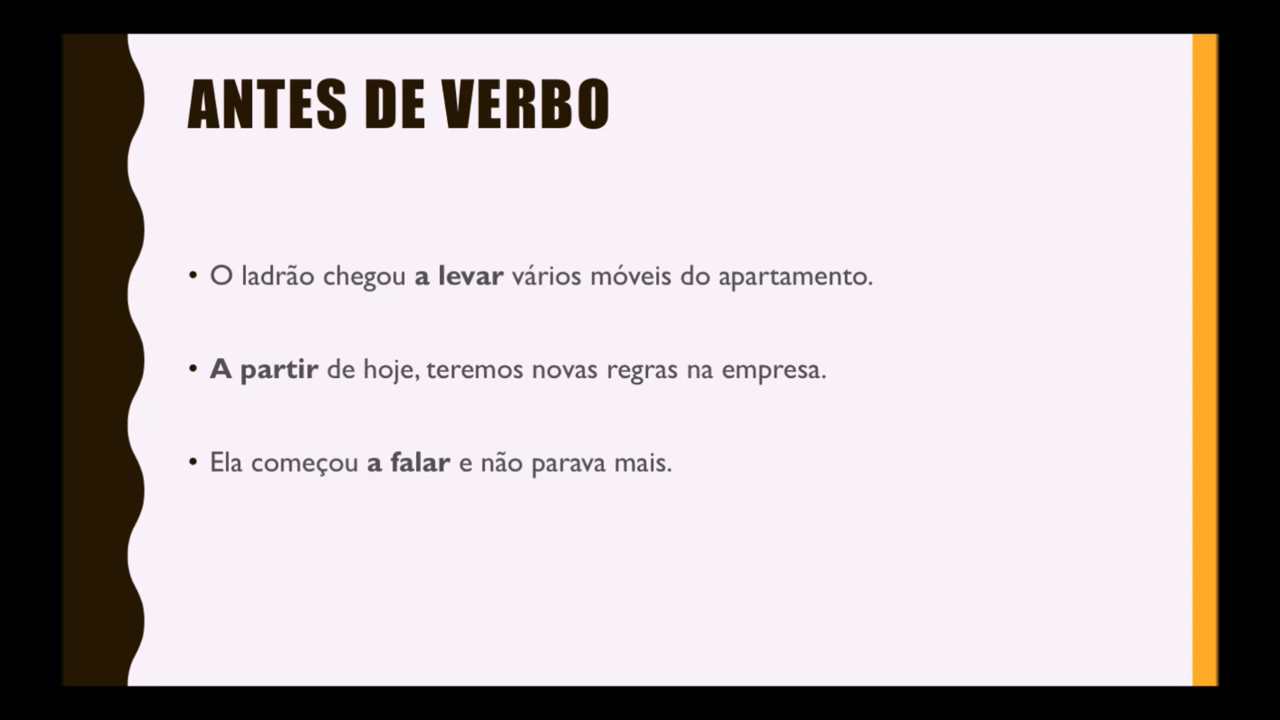 ANTES DE VERBO
• O ladrão chegou a levar vários móveis do apartamento.
• A partir de hoje, teremos novas regras na empresa.
• Ela começou a falar e não parava mais.